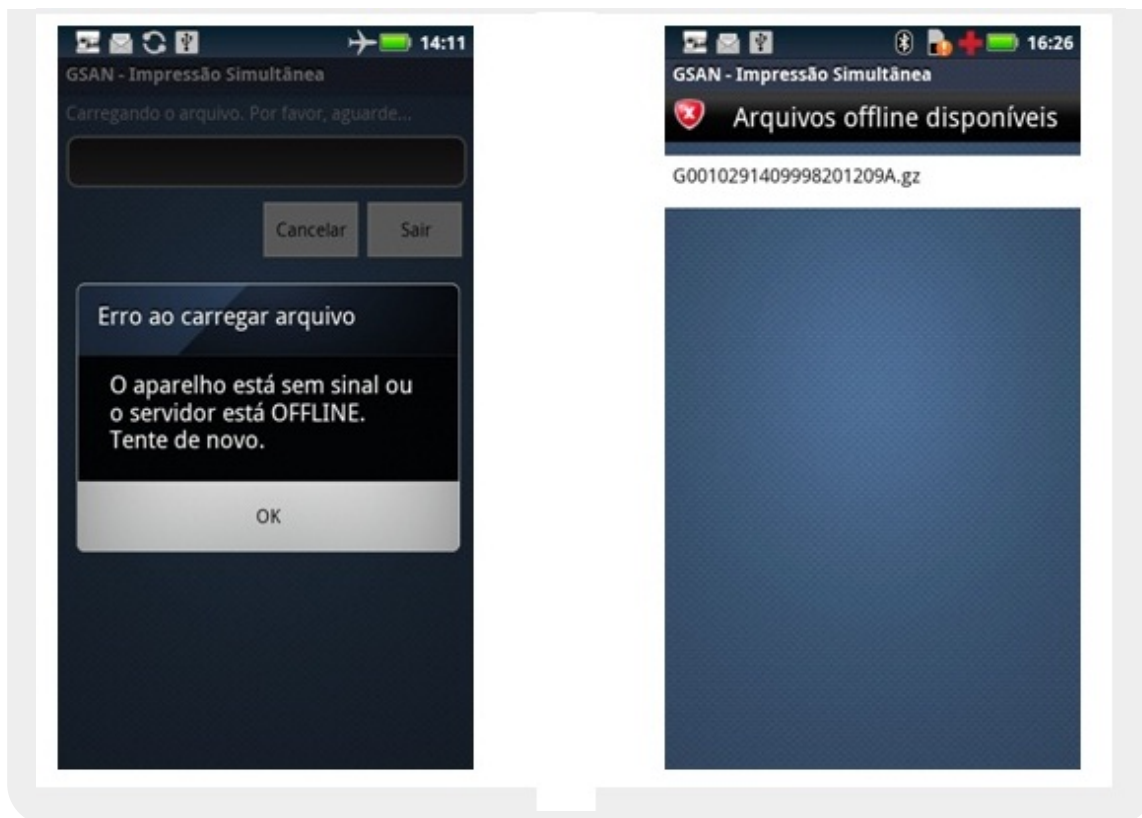 14:11
GSAN - Impressão Simultânea
Carregando o arquivo. Por favor, aguarde...
Cancelar
Sair
Erro ao carregar arquivo
O aparelho está sem sinal ou
o servidor está OFFLINE.
Tente de novo.
OK
16:26
GSAN - Impressão Simultânea
Arquivos offline disponíveis
G0010291409998201209A.gz